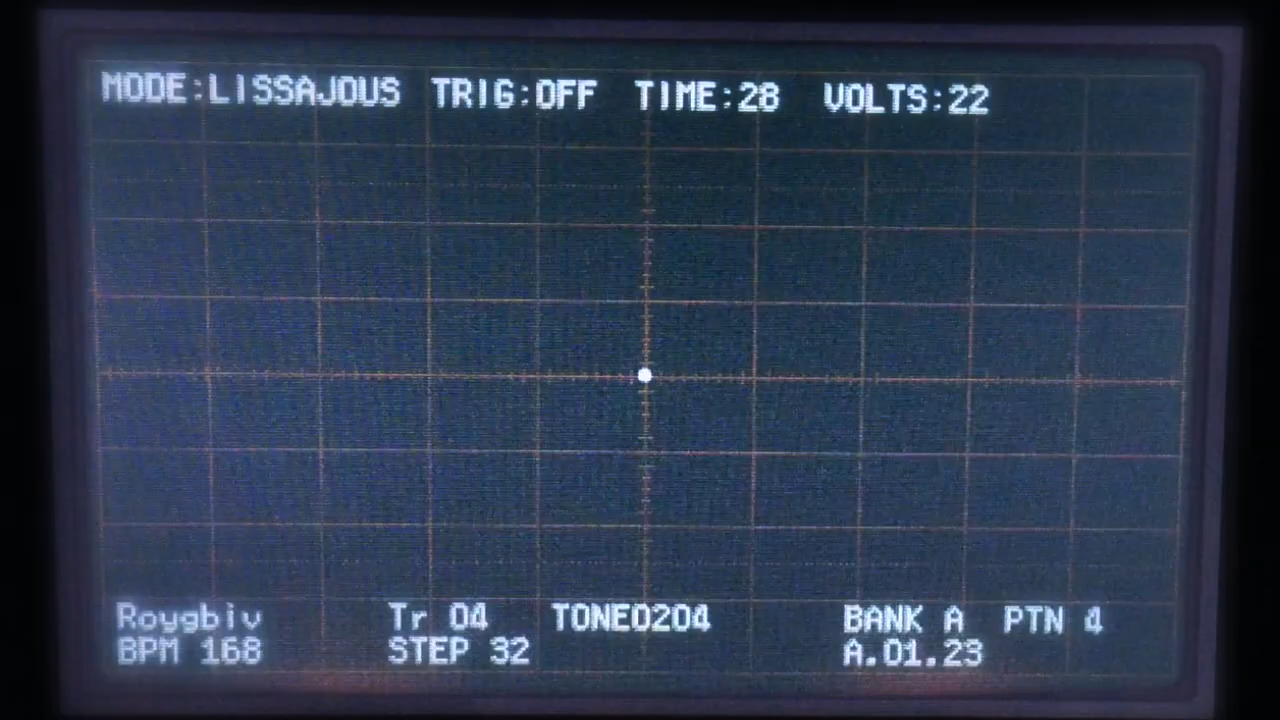 MODE:LISSAJOUS TRIG:OFF TIME:28 VOLTS:22
Roygbiv Tr 04 TONE0204 BANK A PTN 4
BPM 168 STEP 32 A.01.23